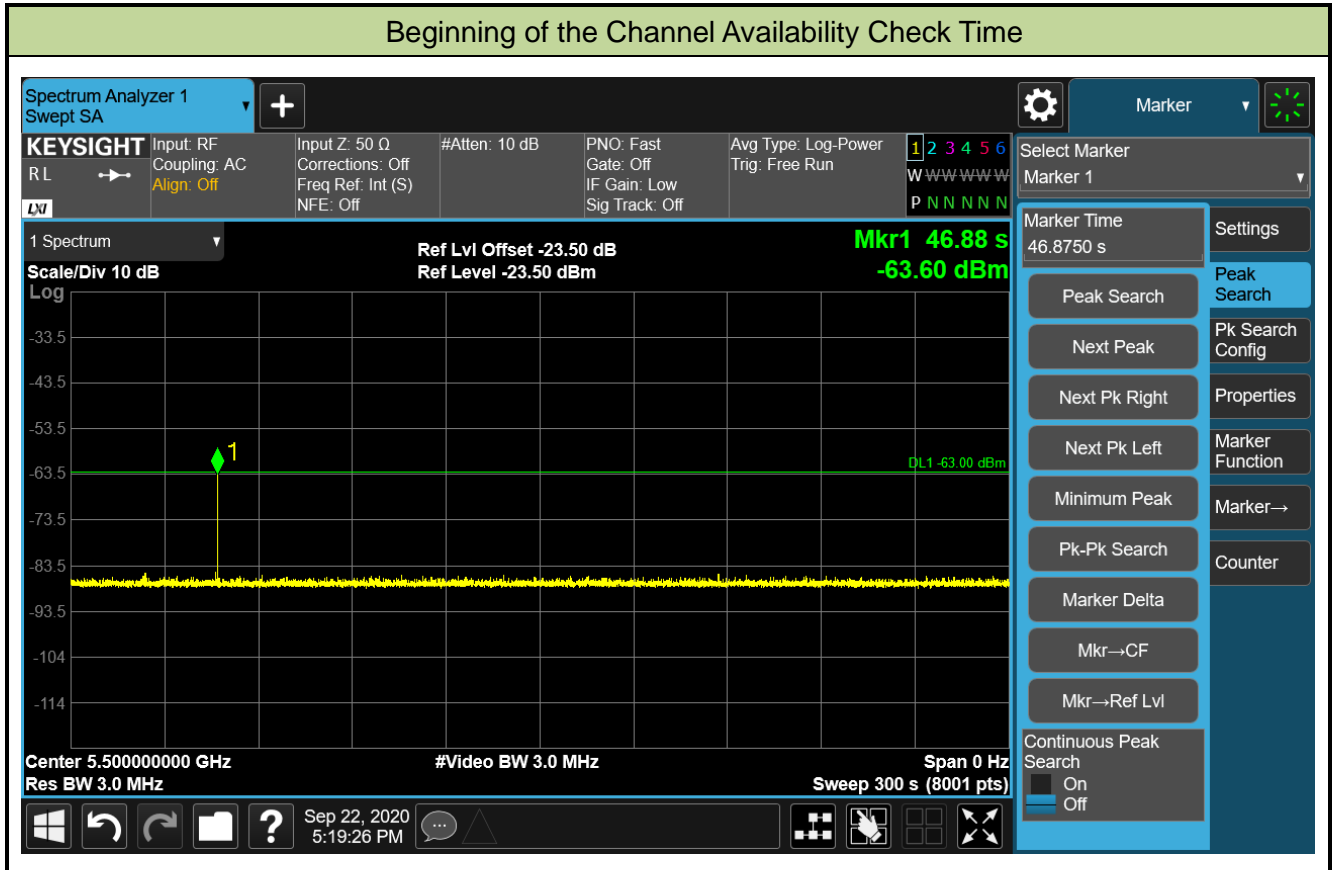 Beginning of the Channel Availability Check Time
Spectrum Analyzer 1
Swept SA
Marker
KEYSIGHT
R L
LXI
Input: RF
Coupling: AC
Align: Off
Input Z: 50 Ω
Corrections: Off
Freq Ref: Int (S)
NFE: Off
#Atten: 10 dB
PNO: Fast
Gate: Off
IF Gain: Low
Sig Track: Off
Avg Type: Log-Power
Trig: Free Run
1 2 3 4 5 6
W W W W W W
P N N N N N
Select Marker
Marker 1
1 Spectrum
Scale/Div 10 dB
Ref Lvl Offset -23.50 dB
Ref Level -23.50 dBm
Mkr1 46.88 s
-63.60 dBm
Log
-33.5
-43.5
-53.5
-63.5
-73.5
-83.5
-93.5
-104
-114
1
DL1 -63.00 dBm
Center 5.500000000 GHz
Res BW 3.0 MHz
#Video BW 3.0 MHz
Span 0 Hz
Sweep 300 s (8001 pts)
Marker Time
46.8750 s
Peak Search
Next Peak
Next Pk Right
Next Pk Left
Minimum Peak
Pk-Pk Search
Marker Delta
Mkr→CF
Mkr→Ref Lvl
Continuous Peak
Search
On
Off
Settings
Peak
Search
Pk Search
Config
Properties
Marker
Function
Marker→
Counter
?
Sep 22, 2020
5:19:26 PM